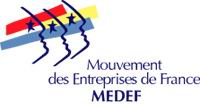 Mouvement
des Entreprises de France
MEDEF